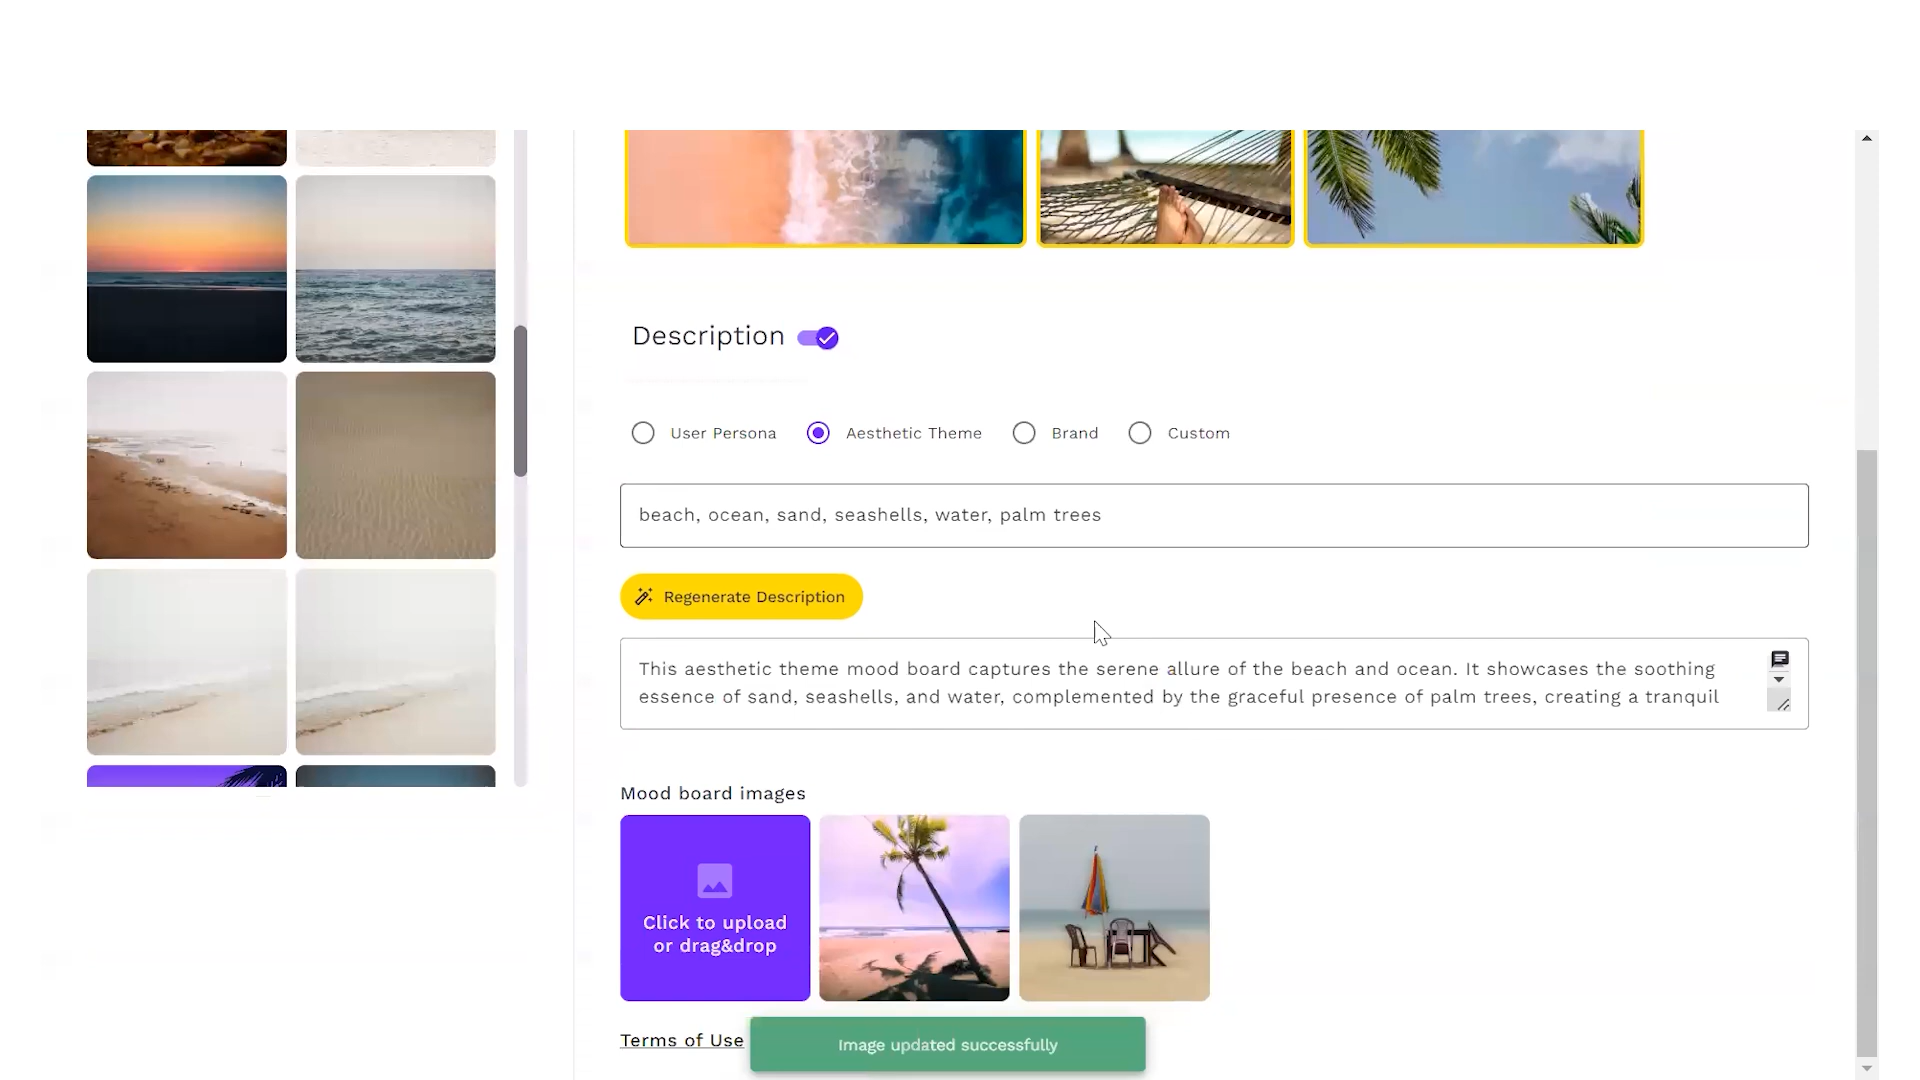 Description
User Persona
Aesthetic Theme
Brand
Custom
beach, ocean, sand, seashells, water, palm trees
Regenerate Description
This aesthetic theme mood board captures the serene allure of the beach and ocean. It showcases the soothing
essence of sand, seashells, and water, complemented by the graceful presence of palm trees, creating a tranquil
Mood board images
Click to upload
or drag&drop
Terms of Use
Image updated successfully